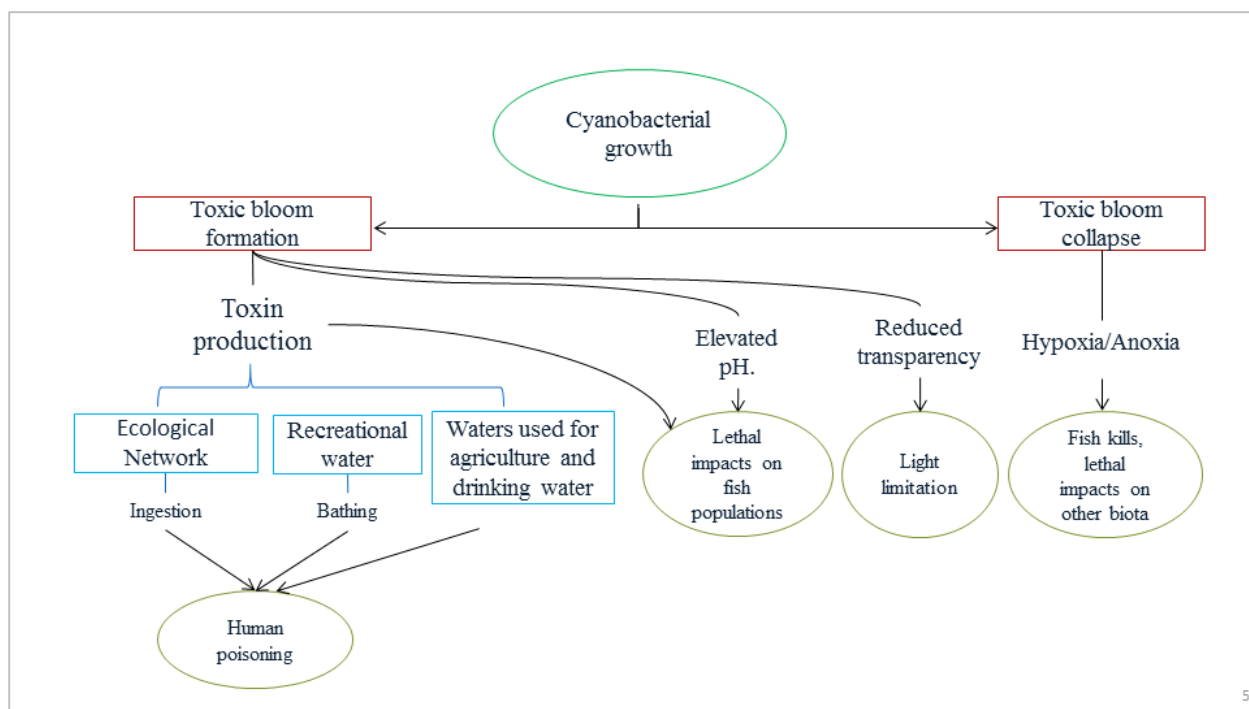 Cyanobacterial
growth
Toxic bloom
formation
Toxic bloom
collapse
Toxin
production
Elevated
pH.
Reduced
transparency
Hypoxia/Anoxia
Ecological
Network
Recreational
water
Waters used for
agriculture and
drinking water
Lethal
impacts on
fish
populations
Light
limitation
Fish kills,
lethal
impacts on
other biota
Ingestion
Bathing
Human
poisoning
5